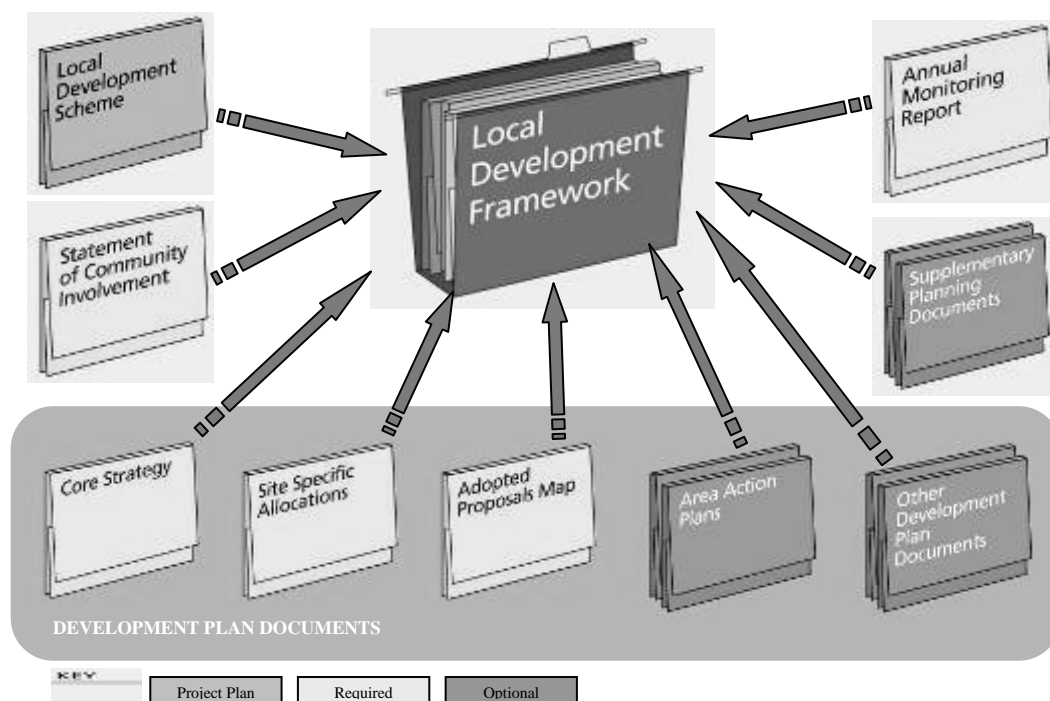 Local
Development
Scheme
Local
Development
Framework
Annual
Monitoring
Report
Statement
of Community
Involvement
Supplementary
Planning
Documents
Core Strategy
Site Specific
Allocations
Adopted
Proposals Map
Area Action
Plans
Other
Development
Plan
Documents
DEVELOPMENT PLAN DOCUMENTS
KEY
Project Plan
Required
Optional